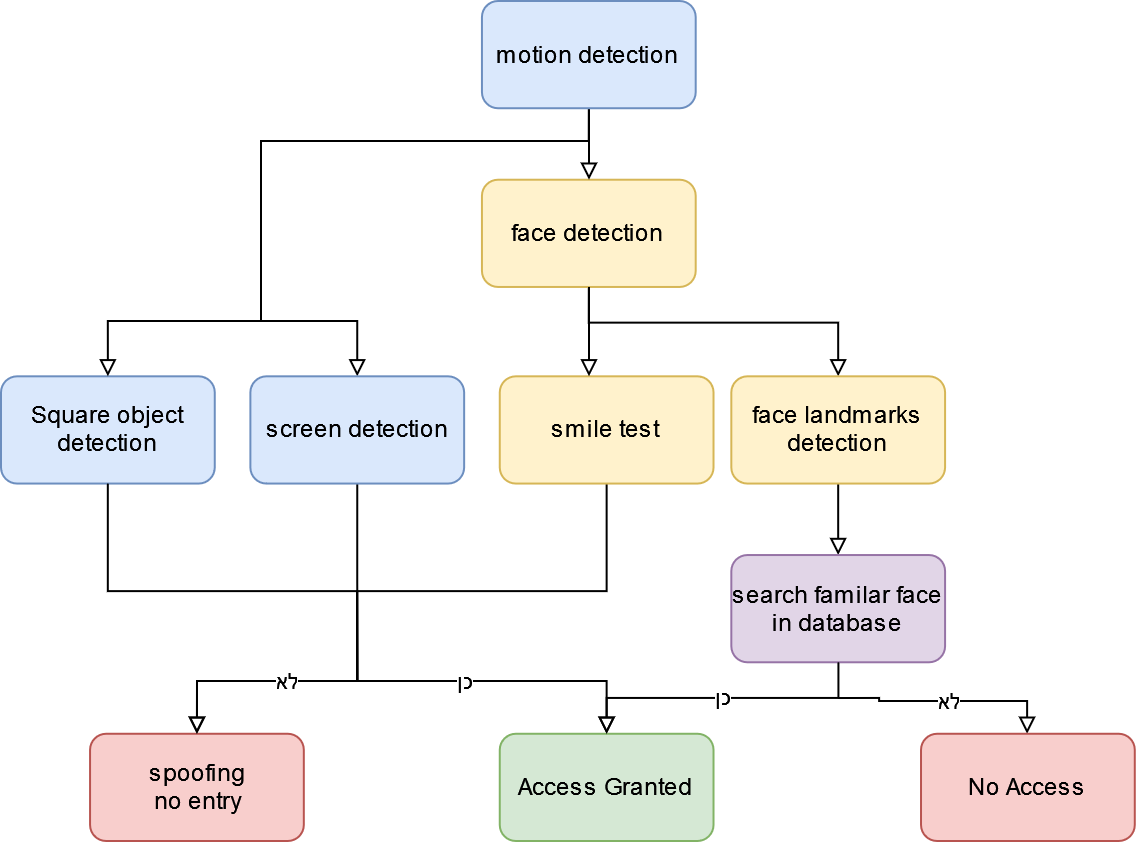 motion detection
face detection
Square object
detection
screen detection
smile test
face landmarks
detection
search familar face
in database
לא
כן
כן
לא
spoofing
no entry
Access Granted
No Access